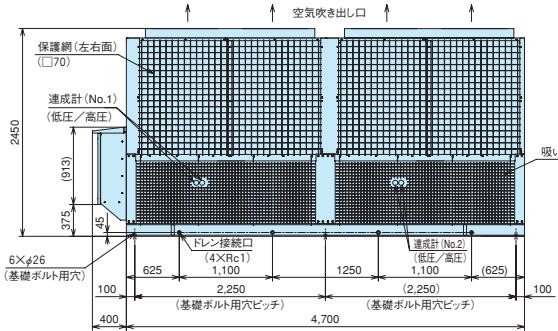 空気吹き出し口
保護網(左右面)
(□70)
連成計(No.1)
(低圧/高圧)
吸い
2450
(913)
375
45
6×φ26
(基礎ボルト用穴)
ドレン接続口
(4×Rc1)
連成計(No.2)
(低圧/高圧)
625
1,100
1250
1,100
(625)
100
2,250
(2,250)
100
(基礎ボルト用穴ピッチ)
(基礎ボルト用穴ピッチ)
400
4,700